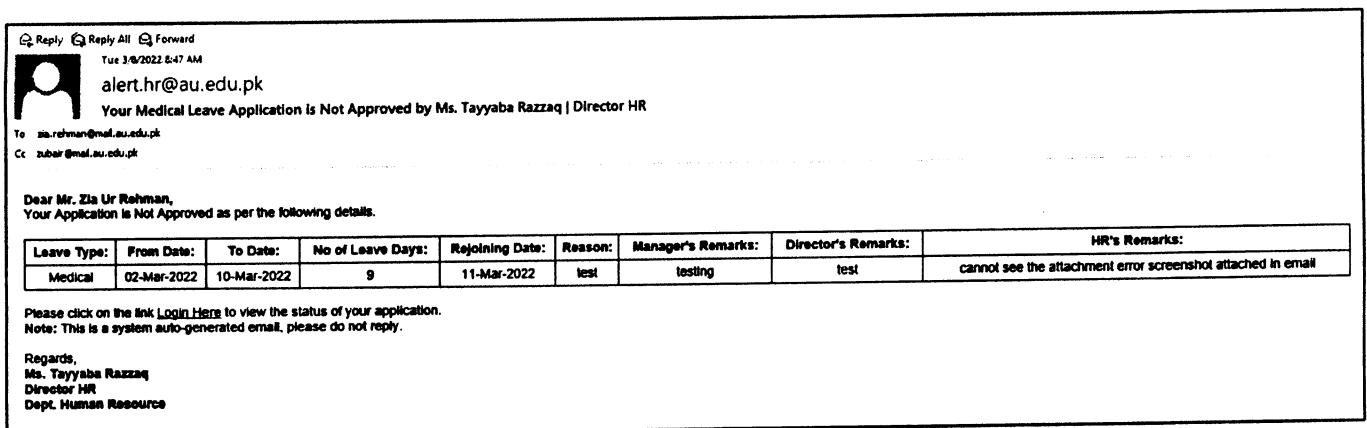 Reply Reply All Forward
Tue 3/8/2022 8:47 AM
alert.hr@au.edu.pk
Your Medical Leave Application is Not Approved by Ms. Tayyaba Razzaq | Director HR
To zia.rehman@mail.au.edu.pk
Cc zubair@mail.au.edu.pk
Dear Mr. Zia Ur Rehman,
Your Application is Not Approved as per the following details.
Leave Type: From Date: To Date: No of Leave Days: Rejoining Date: Reason: Manager's Remarks: Director's Remarks: HR's Remarks:
Medical 02-Mar-2022 10-Mar-2022 9 11-Mar-2022 test testing test cannot see the attachment error screenshot attached in email
Please click on the link Login Here to view the status of your application.
Note: This is a system auto-generated email, please do not reply.
Regards,
Ms. Tayyaba Razzaq
Director HR
Dept. Human Resource